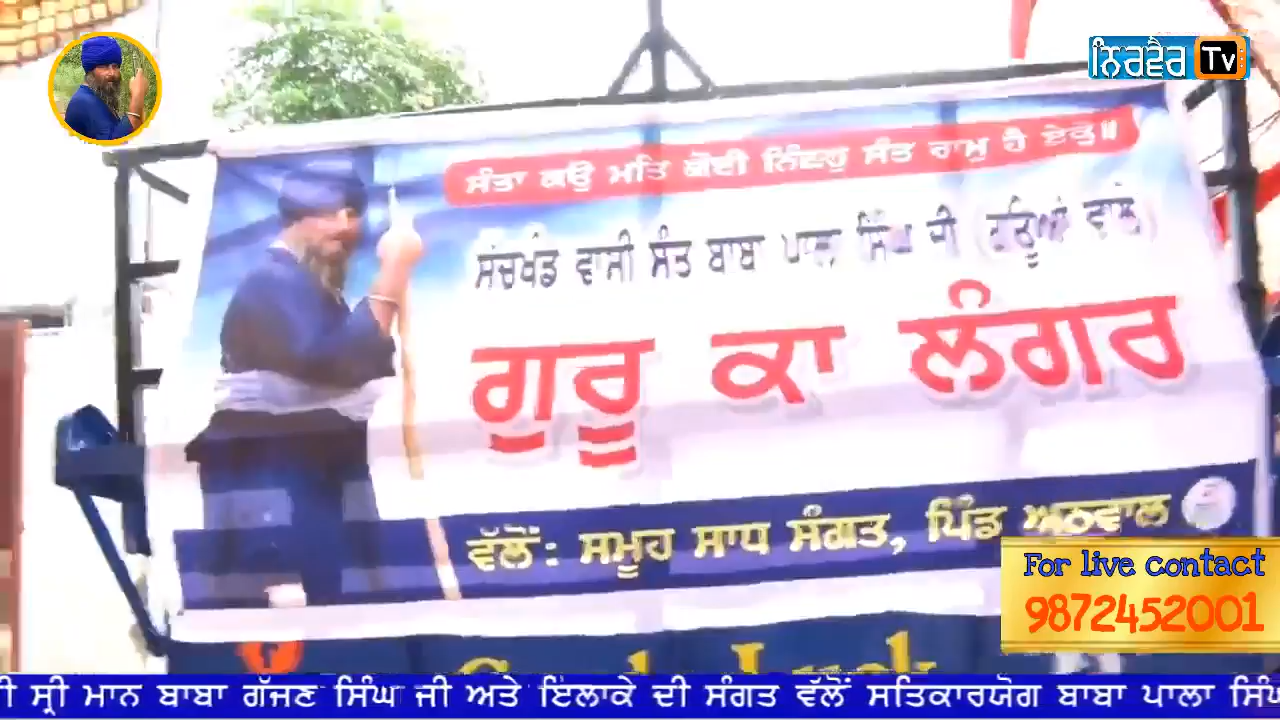 ਨਿਰਵੈਰ Tv
ਸੰਤਾ ਕਉ ਮਤਿ ਕੋਈ ਨਿੰਦਹੁ ਸੰਤ ਰਾਮੁ ਹੈ ਏਕੋ॥
ਸੱਚਖੰਡ ਵਾਸੀ ਸੰਤ ਬਾਬਾ ਪਾਲਾ ਸਿੰਘ ਜੀ ਵਾਲੇ)
ਗੁਰੂ ਕਾ ਲੰਗਰ
ਵੱਲੋਂ: ਸਮੂਹ ਸਾਧ ਸੰਗਤ, ਪਿੰਡ
For live contact
9872452001
ਜੀ ਸ੍ਰੀ ਮਾਨ ਬਾਬਾ ਗੱਜਣ ਸਿੰਘ ਜੀ ਅਤੇ ਇਲਾਕੇ ਦੀ ਸੰਗਤ ਵੱਲੋਂ ਸਤਿਕਾਰਯੋਗ ਬਾਬਾ ਪਾਲਾ ਸਿੰਘ